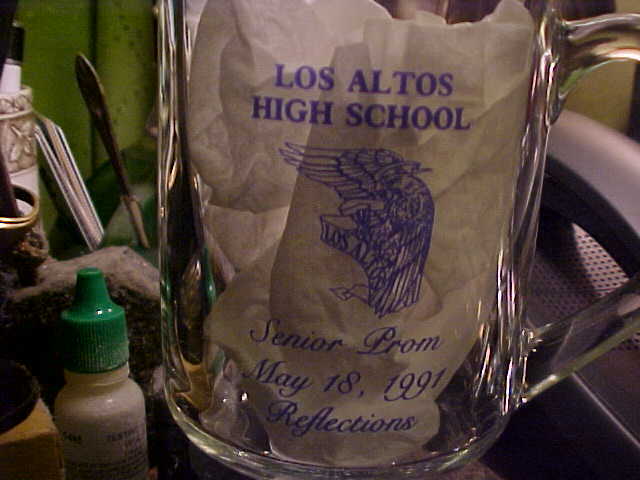 LOS ALTOS
HIGH SCHOOL
LOS ALTOS
Senior Prom
May 18, 1991
Reflections